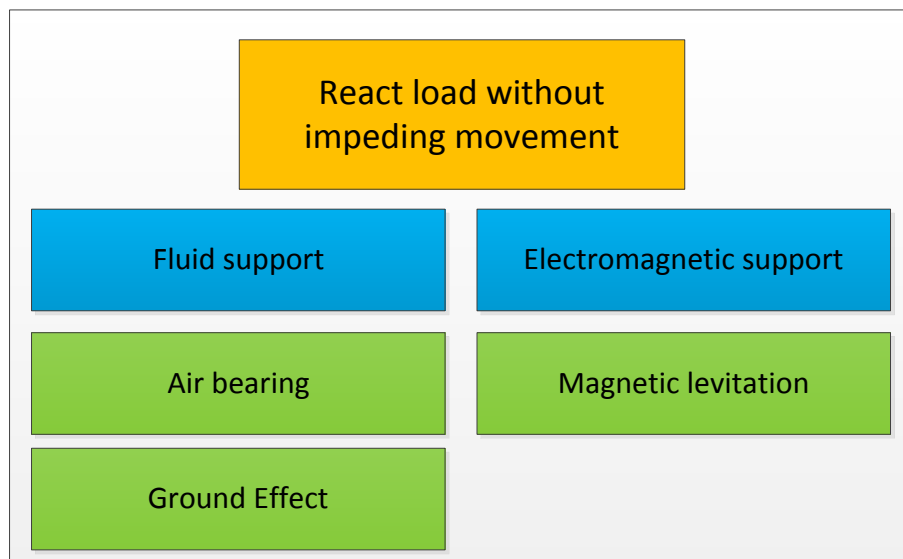 React load without
impeding movement
Fluid support
Electromagnetic support
Air bearing
Magnetic levitation
Ground Effect